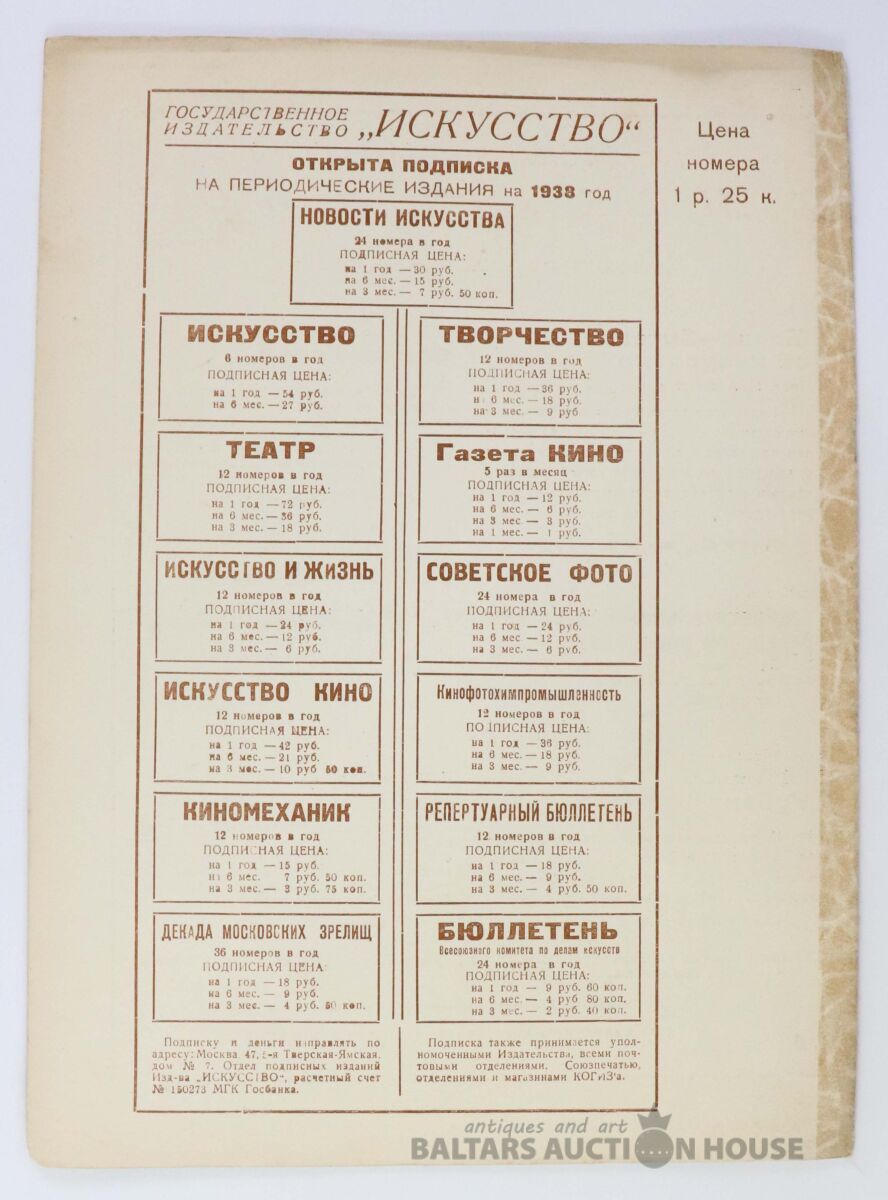 ГОСУДАРСТВЕННОЕ
ИЗДАТЕЛЬСТВО „ИСКУССТВО“
ОТКРЫТА ПОДПИСКА
НА ПЕРИОДИЧЕСКИЕ ИЗДАНИЯ на 1938 год
Цена
номера
1 р. 25 к.
НОВОСТИ ИСКУССТВА
24 номера в год
ПОДПИСНАЯ ЦЕНА:
на 1 год — 30 руб.
на 6 мес. — 15 руб.
на 3 мес. — 7 руб. 50 коп.
ИСКУССТВО
6 номеров в год
ПОДПИСНАЯ ЦЕНА:
на 1 год — 54 руб.
на 6 мес. — 27 руб.
ТВОРЧЕСТВО
12 номеров в год
ПОДПИСНАЯ ЦЕНА:
на 1 год — 36 руб.
на 6 мес. — 18 руб.
на 3 мес. — 9 руб
ТЕАТР
12 номеров в год
ПОДПИСНАЯ ЦЕНА:
на 1 год — 72 руб.
на 6 мес. — 36 руб.
на 3 мес. — 18 руб.
Газета КИНО
5 раз в месяц
ПОДПИСНАЯ ЦЕНА:
на 1 год — 12 руб.
на 6 мес. — 6 руб.
на 3 мес — 3 руб.
на 1 мес. — 1 руб.
ИСКУССТВО И ЖИЗНЬ
12 номеров в год
ПОДПИСНАЯ ЦЕНА:
на 1 год — 24 руб.
на 6 мес. — 12 руб.
на 3 мес. — 6 руб.
СОВЕТСКОЕ ФОТО
24 номера в год
ПОДПИСНАЯ ЦЕНА:
на 1 год — 24 руб.
на 6 мес — 12 руб.
на 3 мес. — 6 руб.
ИСКУССТВО КИНО
12 номеров в год
ПОДПИСНАЯ ЦЕНА:
на 1 год — 42 руб.
на 6 мес. — 21 руб.
на 3 мес. — 10 руб 50 коп.
Кинофотохимпромышленность
12 номеров в год
ПОДПИСНАЯ ЦЕНА:
на 1 год — 36 руб.
на 6 мес. — 18 руб.
на 3 мес. — 9 руб.
КИНОМЕХАНИК
12 номеров в год
ПОДПИСНАЯ ЦЕНА:
на 1 год — 15 руб.
на 6 мес. 7 руб. 50 коп.
на 3 мес. — 3 руб. 75 коп.
РЕПЕРТУАРНЫЙ БЮЛЛЕТЕНЬ
12 номеров в год
ПОДПИСНАЯ ЦЕНА:
на 1 год — 18 руб.
на 6 мес. — 9 руб.
на 3 мес. — 4 руб. 50 коп.
ДЕКАДА МОСКОВСКИХ ЗРЕЛИЩ
36 номеров в год
ПОДПИСНАЯ ЦЕНА:
на 1 год — 18 руб.
на 6 мес. — 9 руб.
на 3 мес. — 4 руб. 50 коп.
БЮЛЛЕТЕНЬ
Всесоюзного комитета по делам искусств
24 номера в год
ПОДПИСНАЯ ЦЕНА:
на 1 год — 9 руб. 60 коп.
на 6 мес. — 4 руб 80 коп.
на 3 мес — 2 руб. 40 коп.
Подписку и деньги направлять по
адресу: Москва 47, 1-я Тверская-Ямская,
дом № 7. Отдел подписных изданий
Изд-ва „ИСКУССТВО“, расчетный счет
№ 150273 МГК Госбанка.
Подписка также принимается упол-
номоченными Издательства, всеми поч-
товыми отделениями. Союзпечатью,
отделениями и магазинами КОГИЗ'а.
antiques and art
BALTARS AUCTION HOUSE